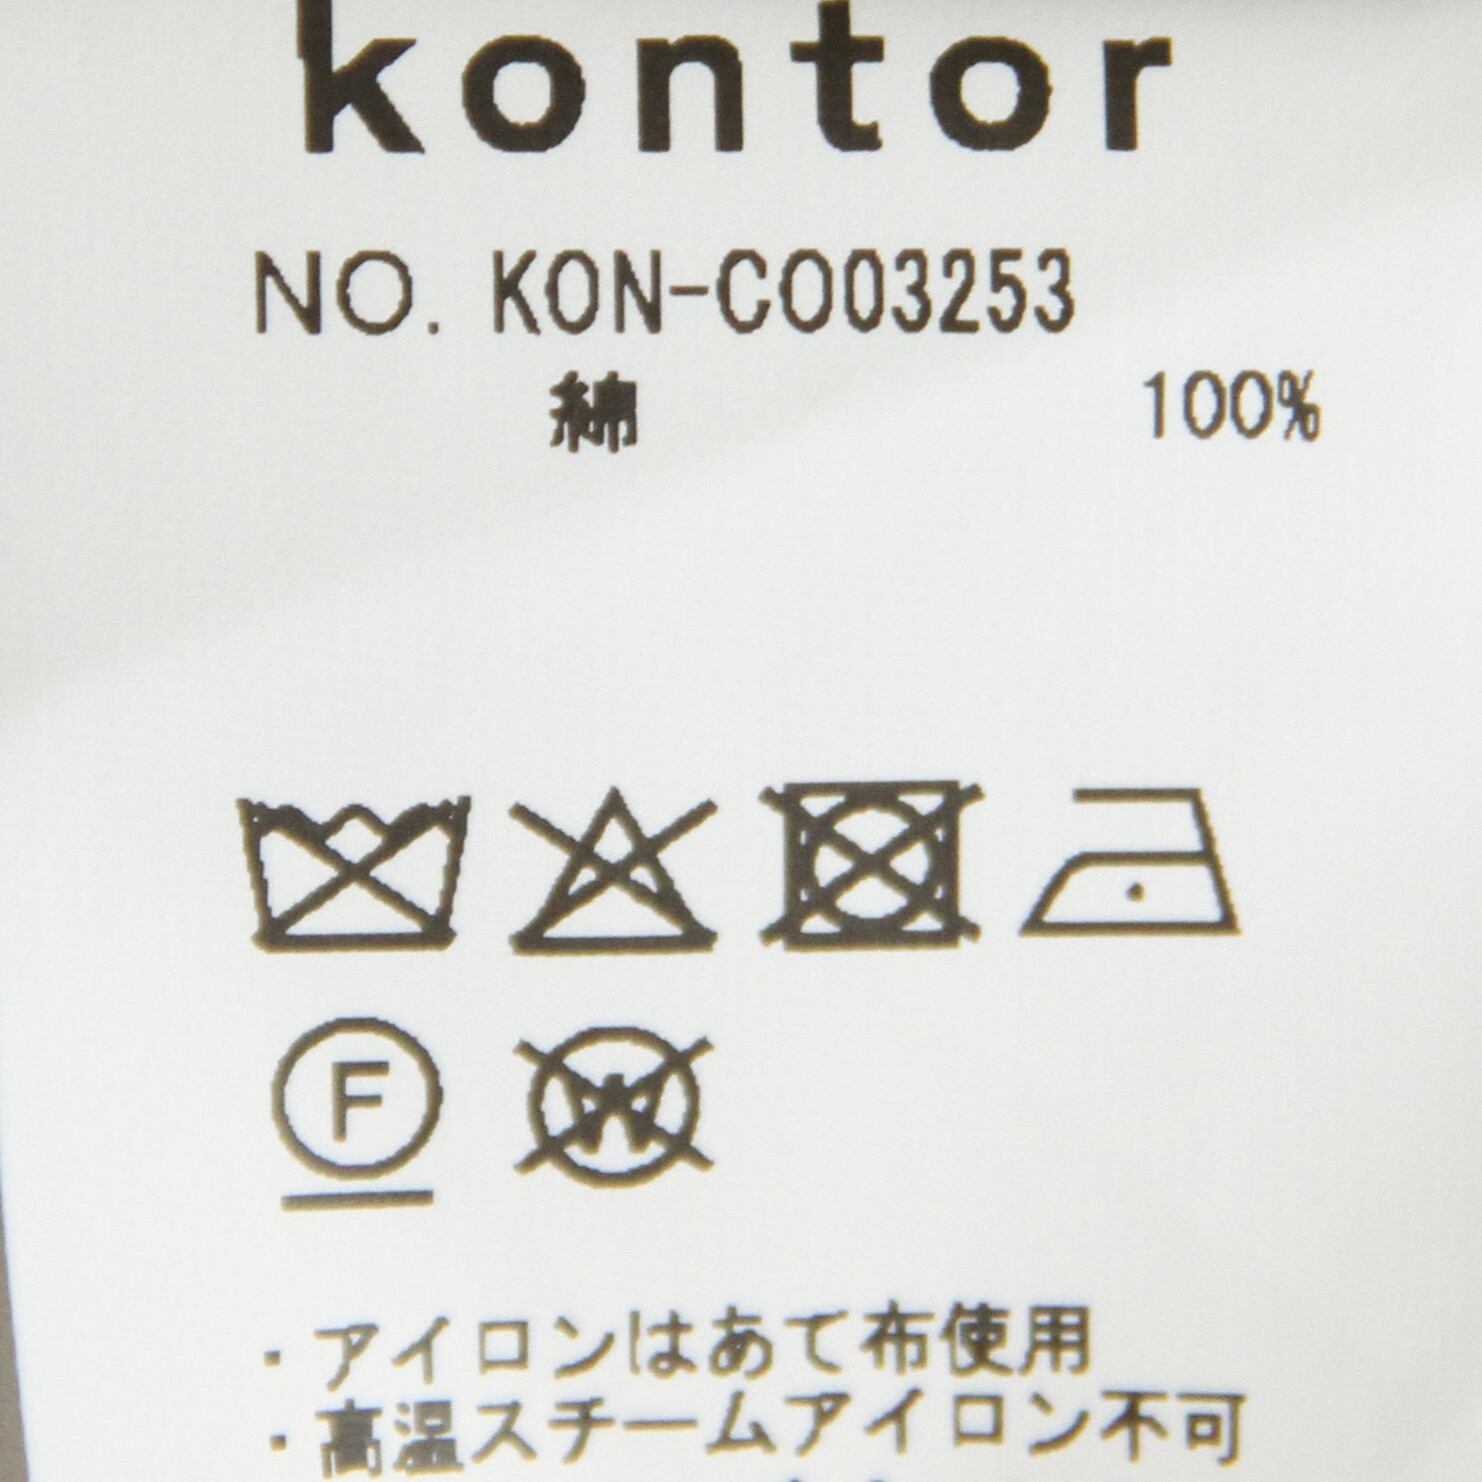 kontor
NO. KON-CO03253
綿 100%
F
W
・アイロンはあて布使用
・高温スチームアイロン不可